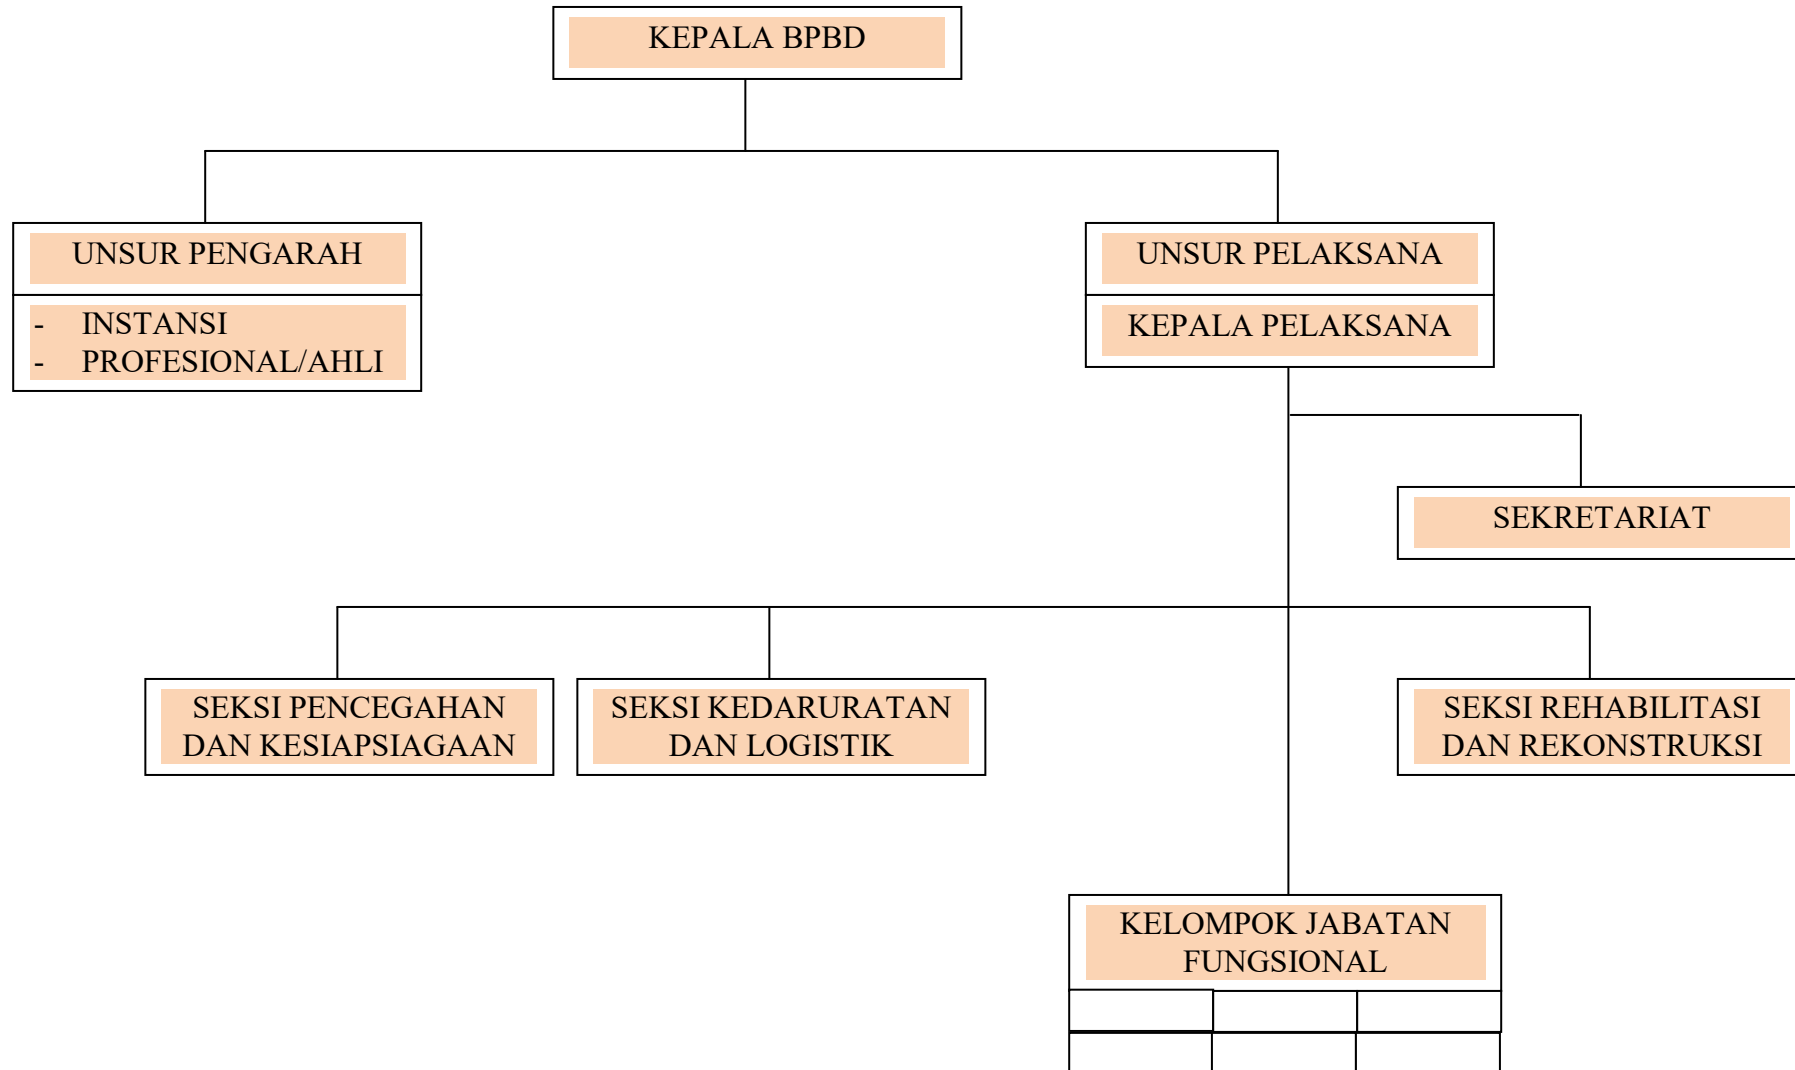 KEPALA BPBD
UNSUR PENGARAH
- INSTANSI
- PROFESIONAL/AHLI
UNSUR PELAKSANA
KEPALA PELAKSANA
SEKRETARIAT
SEKSI PENCEGAHAN
DAN KESIAPSIAGAAN
SEKSI KEDARURATAN
DAN LOGISTIK
SEKSI REHABILITASI
DAN REKONSTRUKSI
KELOMPOK JABATAN
FUNGSIONAL